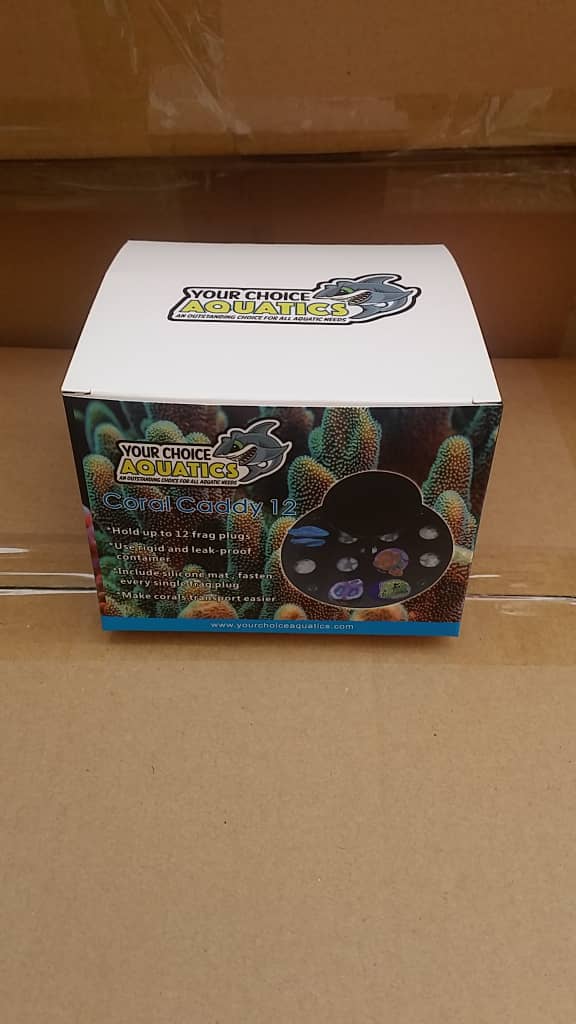 YOUR CHOICE
AQUATICS
AN OUTSTANDING CHOICE FOR ALL AQUATIC NEEDS
YOUR CHOICE
AQUATICS
AN OUTSTANDING CHOICE FOR ALL AQUATIC NEEDS
Coral Caddy 12
*Hold up to 12 frag plugs
*Use rigid and leak-proof
container
*Include silicone mat, fasten
every single frag plug
*Make corals transport easier
www.yourchoiceaquatics.com